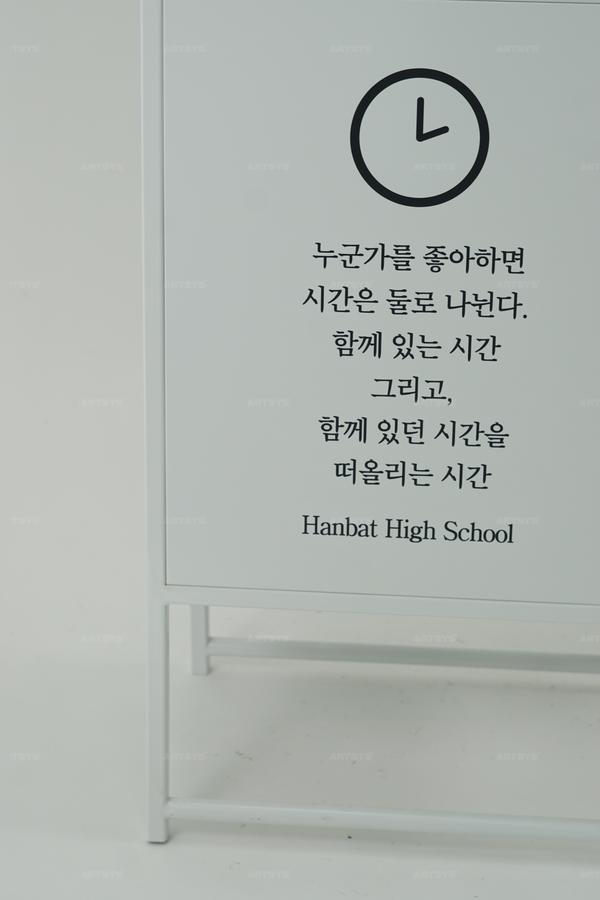 누군가를 좋아하면
시간은 둘로 나뉜다.
함께 있는 시간
그리고,
함께 있던 시간을
떠올리는 시간
Hanbat High School